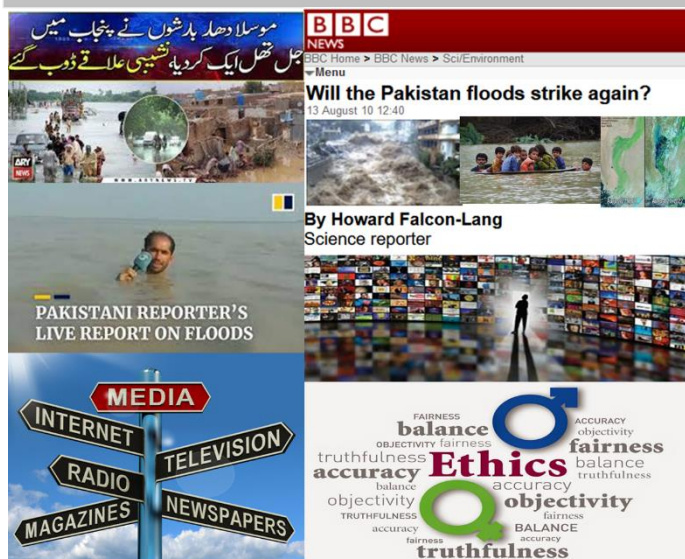 موسلا دھار بارشوں نے پنجاب میں
جل تھل ایک کردیا، نشیبی علاقے ڈوب گئے
ARY
NEWS
WWW.ARYNEWS.TV
PAKISTANI REPORTER'S
LIVE REPORT ON FLOODS
MEDIA
INTERNET
TELEVISION
RADIO
MAGAZINES
NEWSPAPERS
BBC
NEWS
BBC Home > BBC News > Sci/Environment
Menu
Will the Pakistan floods strike again?
13 August 10 12:40
By Howard Falcon-Lang
Science reporter
FAIRNESS
balance
ACCURACY
objectivity
OBJECTIVITY fairness
fairness
truthfulness
Ethics
balance
accuracy
truthfulness
balance
accuracy
objectivity
objectivity
TRUTHFULNESS
fairness
accuracy
BALANCE
fairness
accuracy
truthfulness